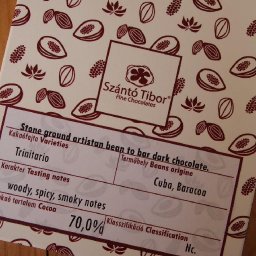 Szántó Tibor
Fine Chocolates
Stone ground artistan bean to bar dark chocolate.
Kakaófajta Varieties
Termőhely Beans origine
Trinitario
Cuba, Baracoa
Karakter Tasting notes
woody, spicy, smoky notes
Kakaó tartalom Cocoa
Klasszifikáció Classification
70,0%
Nc.